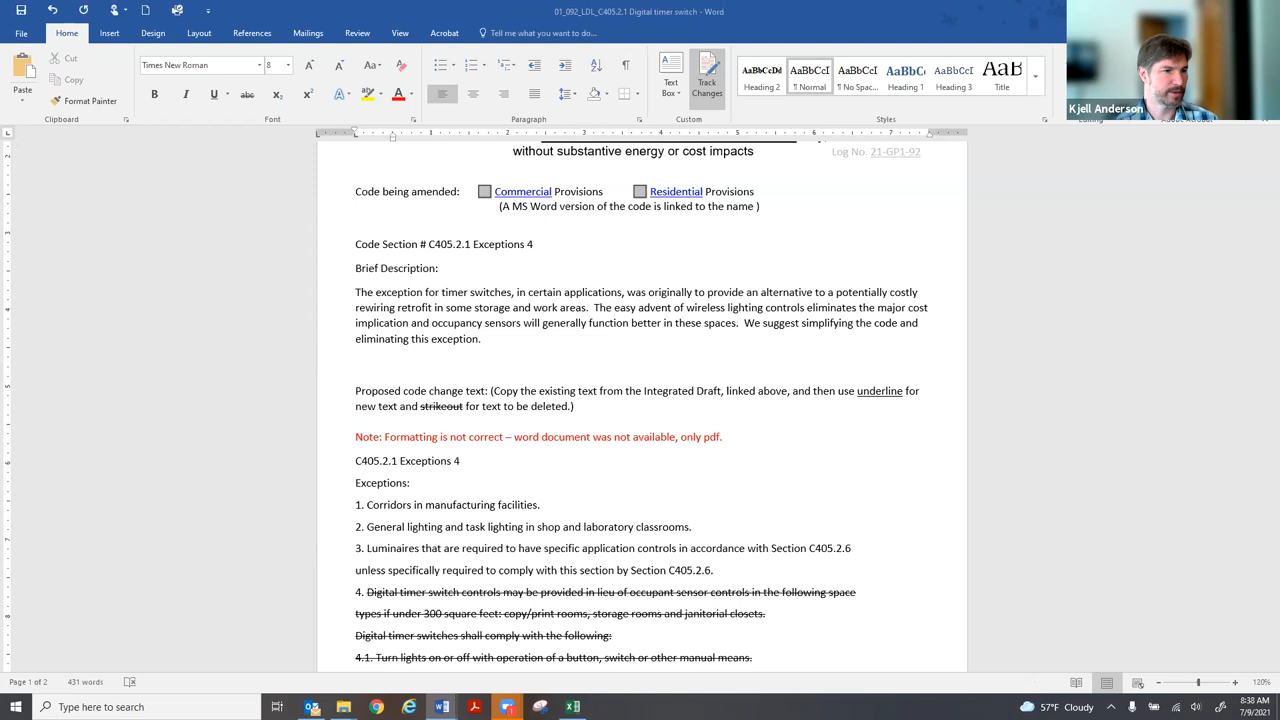 01_092_LDL_C405.2.1 Digital timer switch - Word
File Home Insert Design Layout References Mailings Review View Acrobat Tell me what you want to do...
Cut
Copy
Format Painter
Paste
Times New Roman 8
Text Box
Track Changes
AaBbCcDd AaBbCcI AaBbCcI AaBbCc AaBbCcI AaB
Heading 2 ¶ Normal ¶ No Spac... Heading 1 Heading 3 Title
Clipboard Font Paragraph Custom Styles
Kjell Anderson
without substantive energy or cost impacts
Log No. 21-GP1-92
Code being amended: Commercial Provisions Residential Provisions
(A MS Word version of the code is linked to the name )
Code Section # C405.2.1 Exceptions 4
Brief Description:
The exception for timer switches, in certain applications, was originally to provide an alternative to a potentially costly
rewiring retrofit in some storage and work areas. The easy advent of wireless lighting controls eliminates the major cost
implication and occupancy sensors will generally function better in these spaces. We suggest simplifying the code and
eliminating this exception.
Proposed code change text: (Copy the existing text from the Integrated Draft, linked above, and then use underline for
new text and strikeout for text to be deleted.)
Note: Formatting is not correct – word document was not available, only pdf.
C405.2.1 Exceptions 4
Exceptions:
1. Corridors in manufacturing facilities.
2. General lighting and task lighting in shop and laboratory classrooms.
3. Luminaires that are required to have specific application controls in accordance with Section C405.2.6
unless specifically required to comply with this section by Section C405.2.6.
4. Digital timer switch controls may be provided in lieu of occupant sensor controls in the following space
types if under 300 square feet: copy/print rooms, storage rooms and janitorial closets.
Digital timer switches shall comply with the following:
4.1. Turn lights on or off with operation of a button, switch or other manual means.
Page 1 of 2 431 words 120%
Type here to search
57°F Cloudy
8:38 AM
7/9/2021